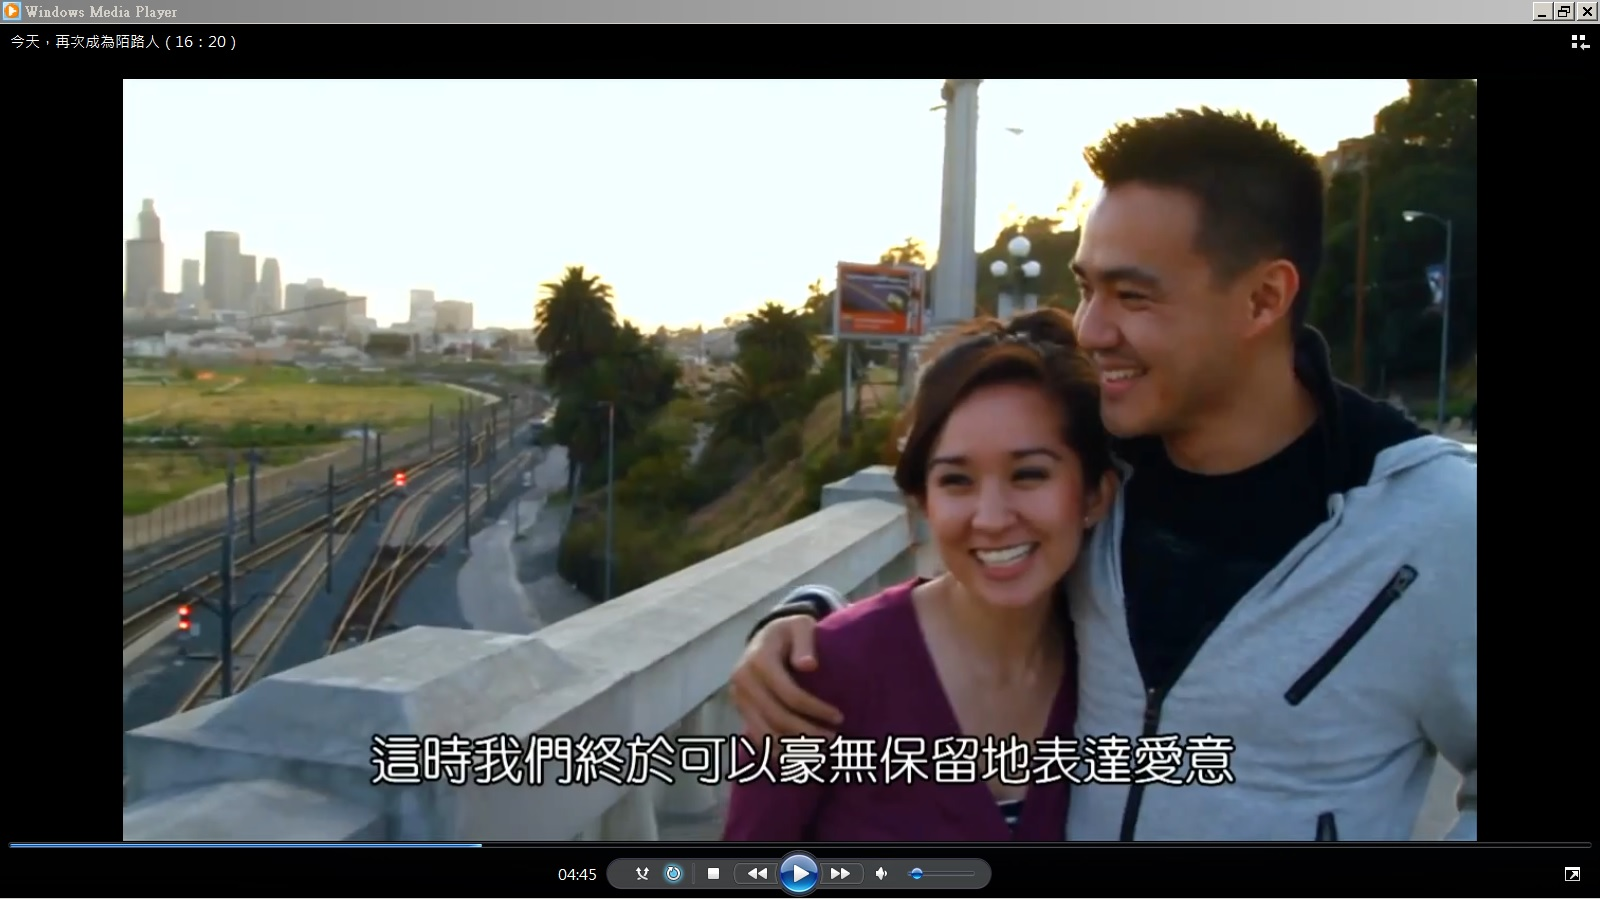 Windows Media Player
今天，再次成為陌路人（16：20）
這時我們終於可以豪無保留地表達愛意
04:45